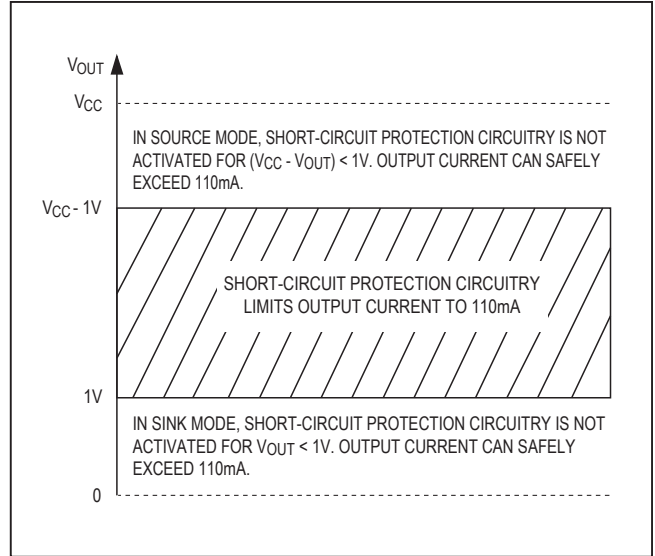 VOUT
VCC
IN SOURCE MODE, SHORT-CIRCUIT PROTECTION CIRCUITRY IS NOT
ACTIVATED FOR (VCC - VOUT) < 1V. OUTPUT CURRENT CAN SAFELY
EXCEED 110mA.
VCC - 1V
SHORT-CIRCUIT PROTECTION CIRCUITRY
LIMITS OUTPUT CURRENT TO 110mA
1V
IN SINK MODE, SHORT-CIRCUIT PROTECTION CIRCUITRY IS NOT
ACTIVATED FOR VOUT < 1V. OUTPUT CURRENT CAN SAFELY
EXCEED 110mA.
0